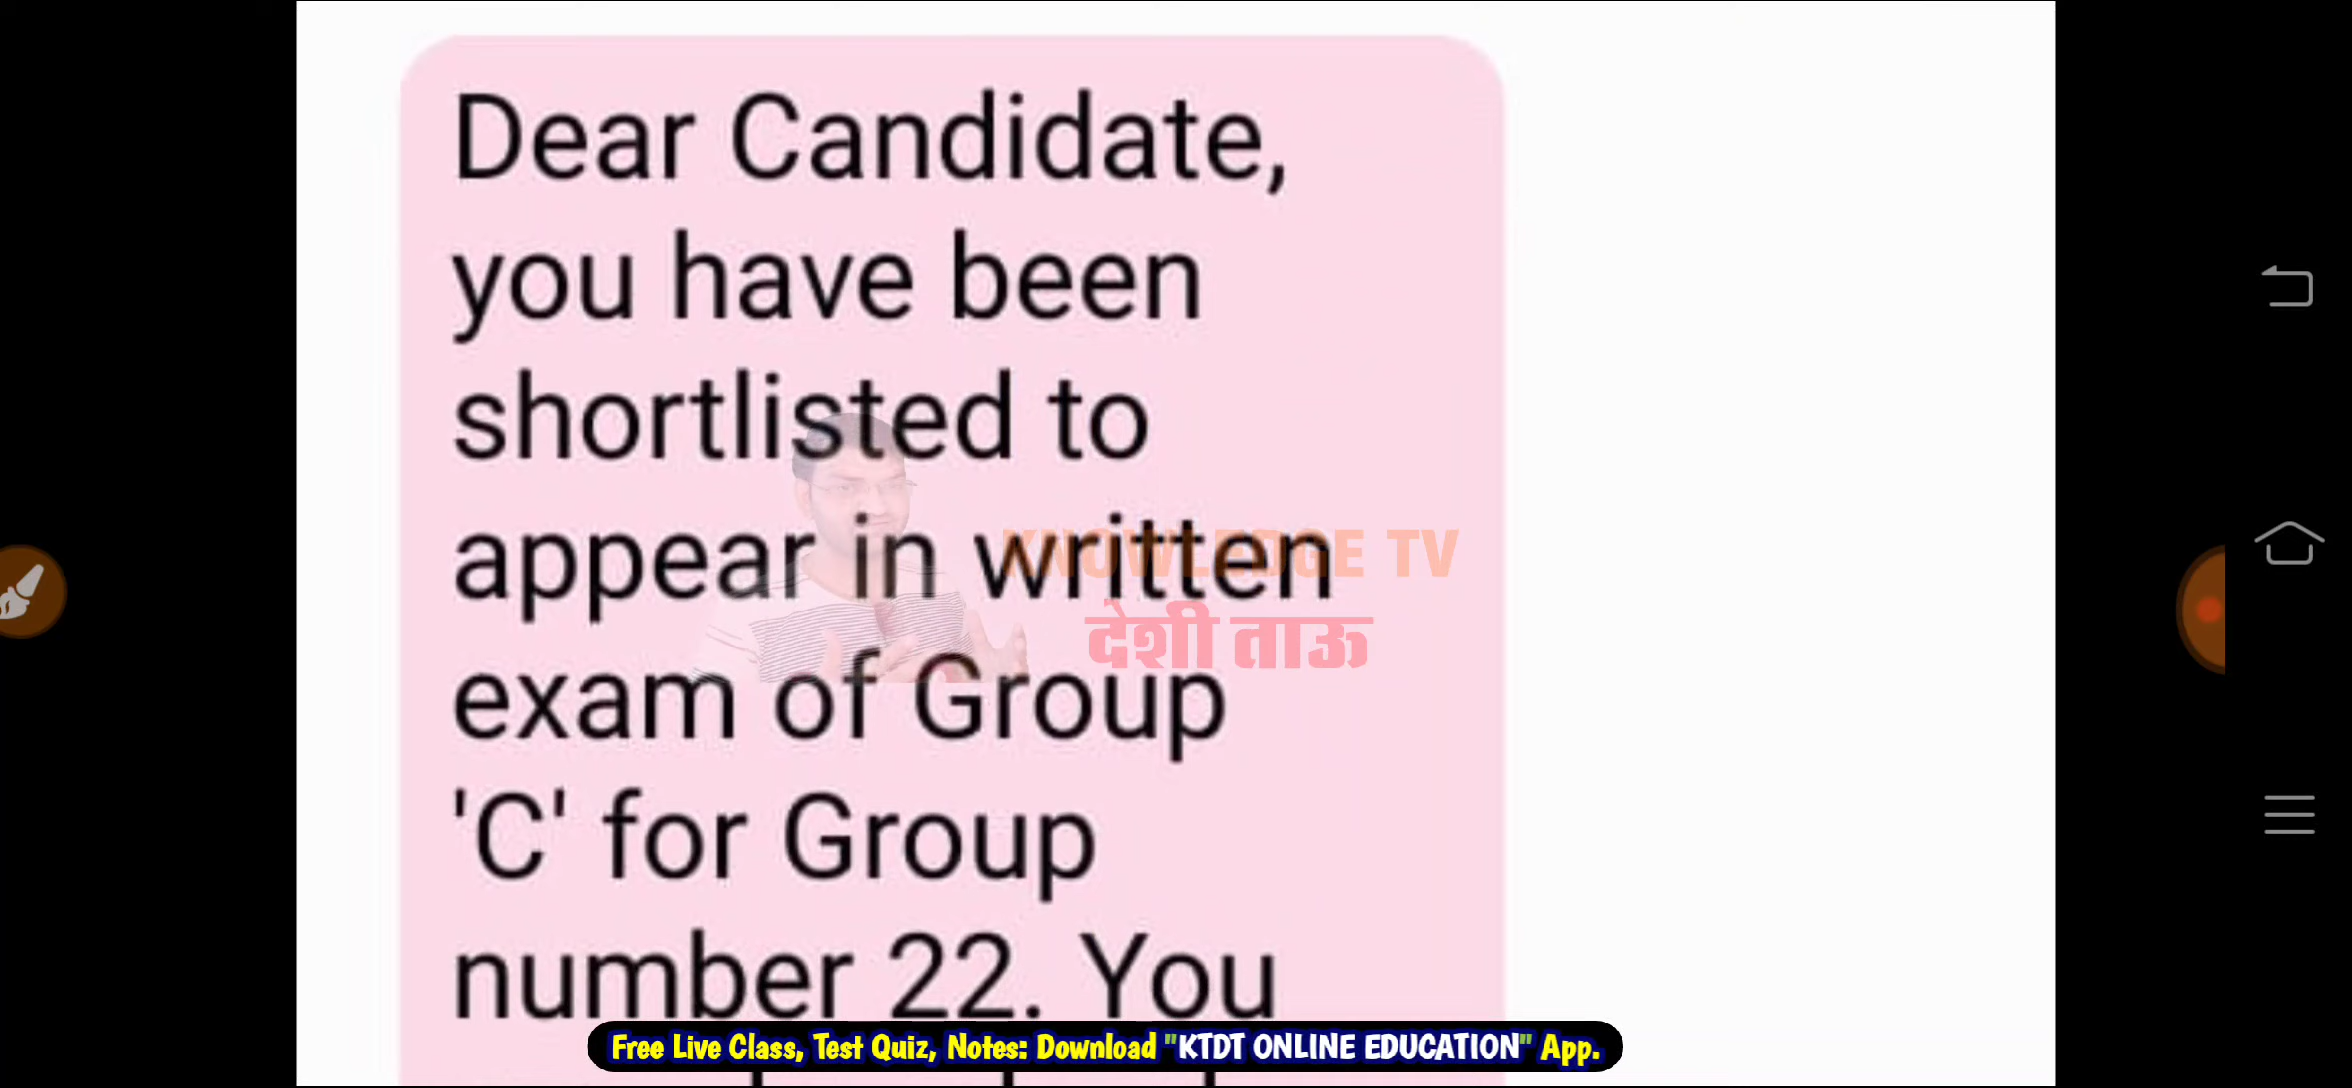 Dear Candidate,
you have been
shortlisted to
appear in written
exam of Group
'C' for Group
number 22. You
KNOWLEDGE TV
देशी ताऊ
Free Live Class, Test Quiz, Notes: Download "KTDT ONLINE EDUCATION" App.